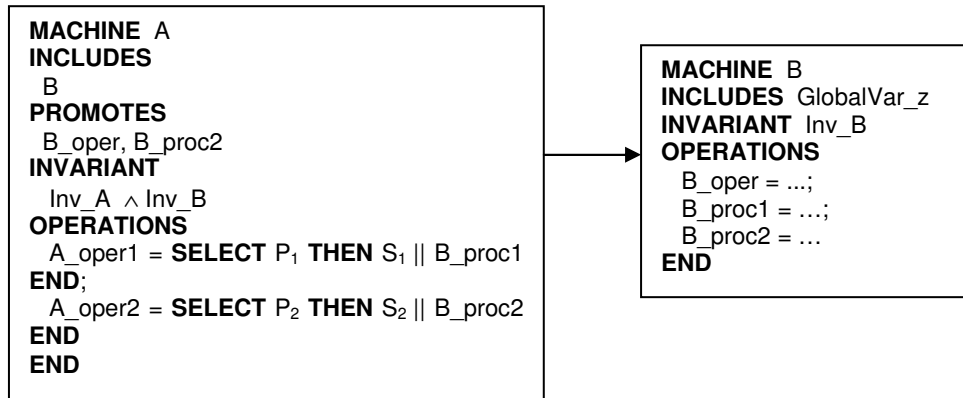 MACHINE A
INCLUDES
B
PROMOTES
B_oper, B_proc2
INVARIANT
Inv_A ∧ Inv_B
OPERATIONS
A_oper1 = SELECT P₁ THEN S₁ || B_proc1
END;
A_oper2 = SELECT P₂ THEN S₂ || B_proc2
END
END
MACHINE B
INCLUDES GlobalVar_z
INVARIANT Inv_B
OPERATIONS
B_oper = ...;
B_proc1 = …;
B_proc2 = …
END